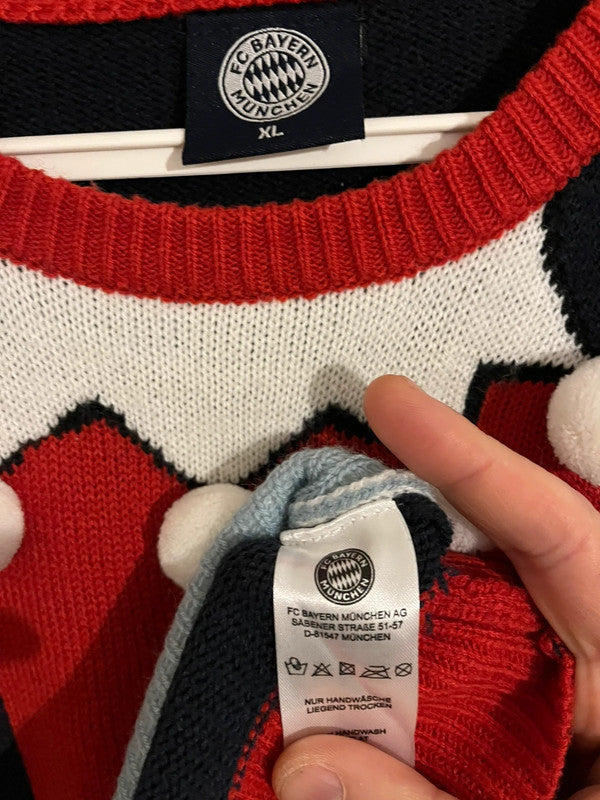 FC BAYERN
MÜNCHEN
XL
FC BAYERN
MÜNCHEN
FC BAYERN MÜNCHEN AG
SÄBENER STRAßE 51-57
D-81547 MÜNCHEN
NUR HANDWÄSCHE
LIEGEND TROCKEN
HANDWASH